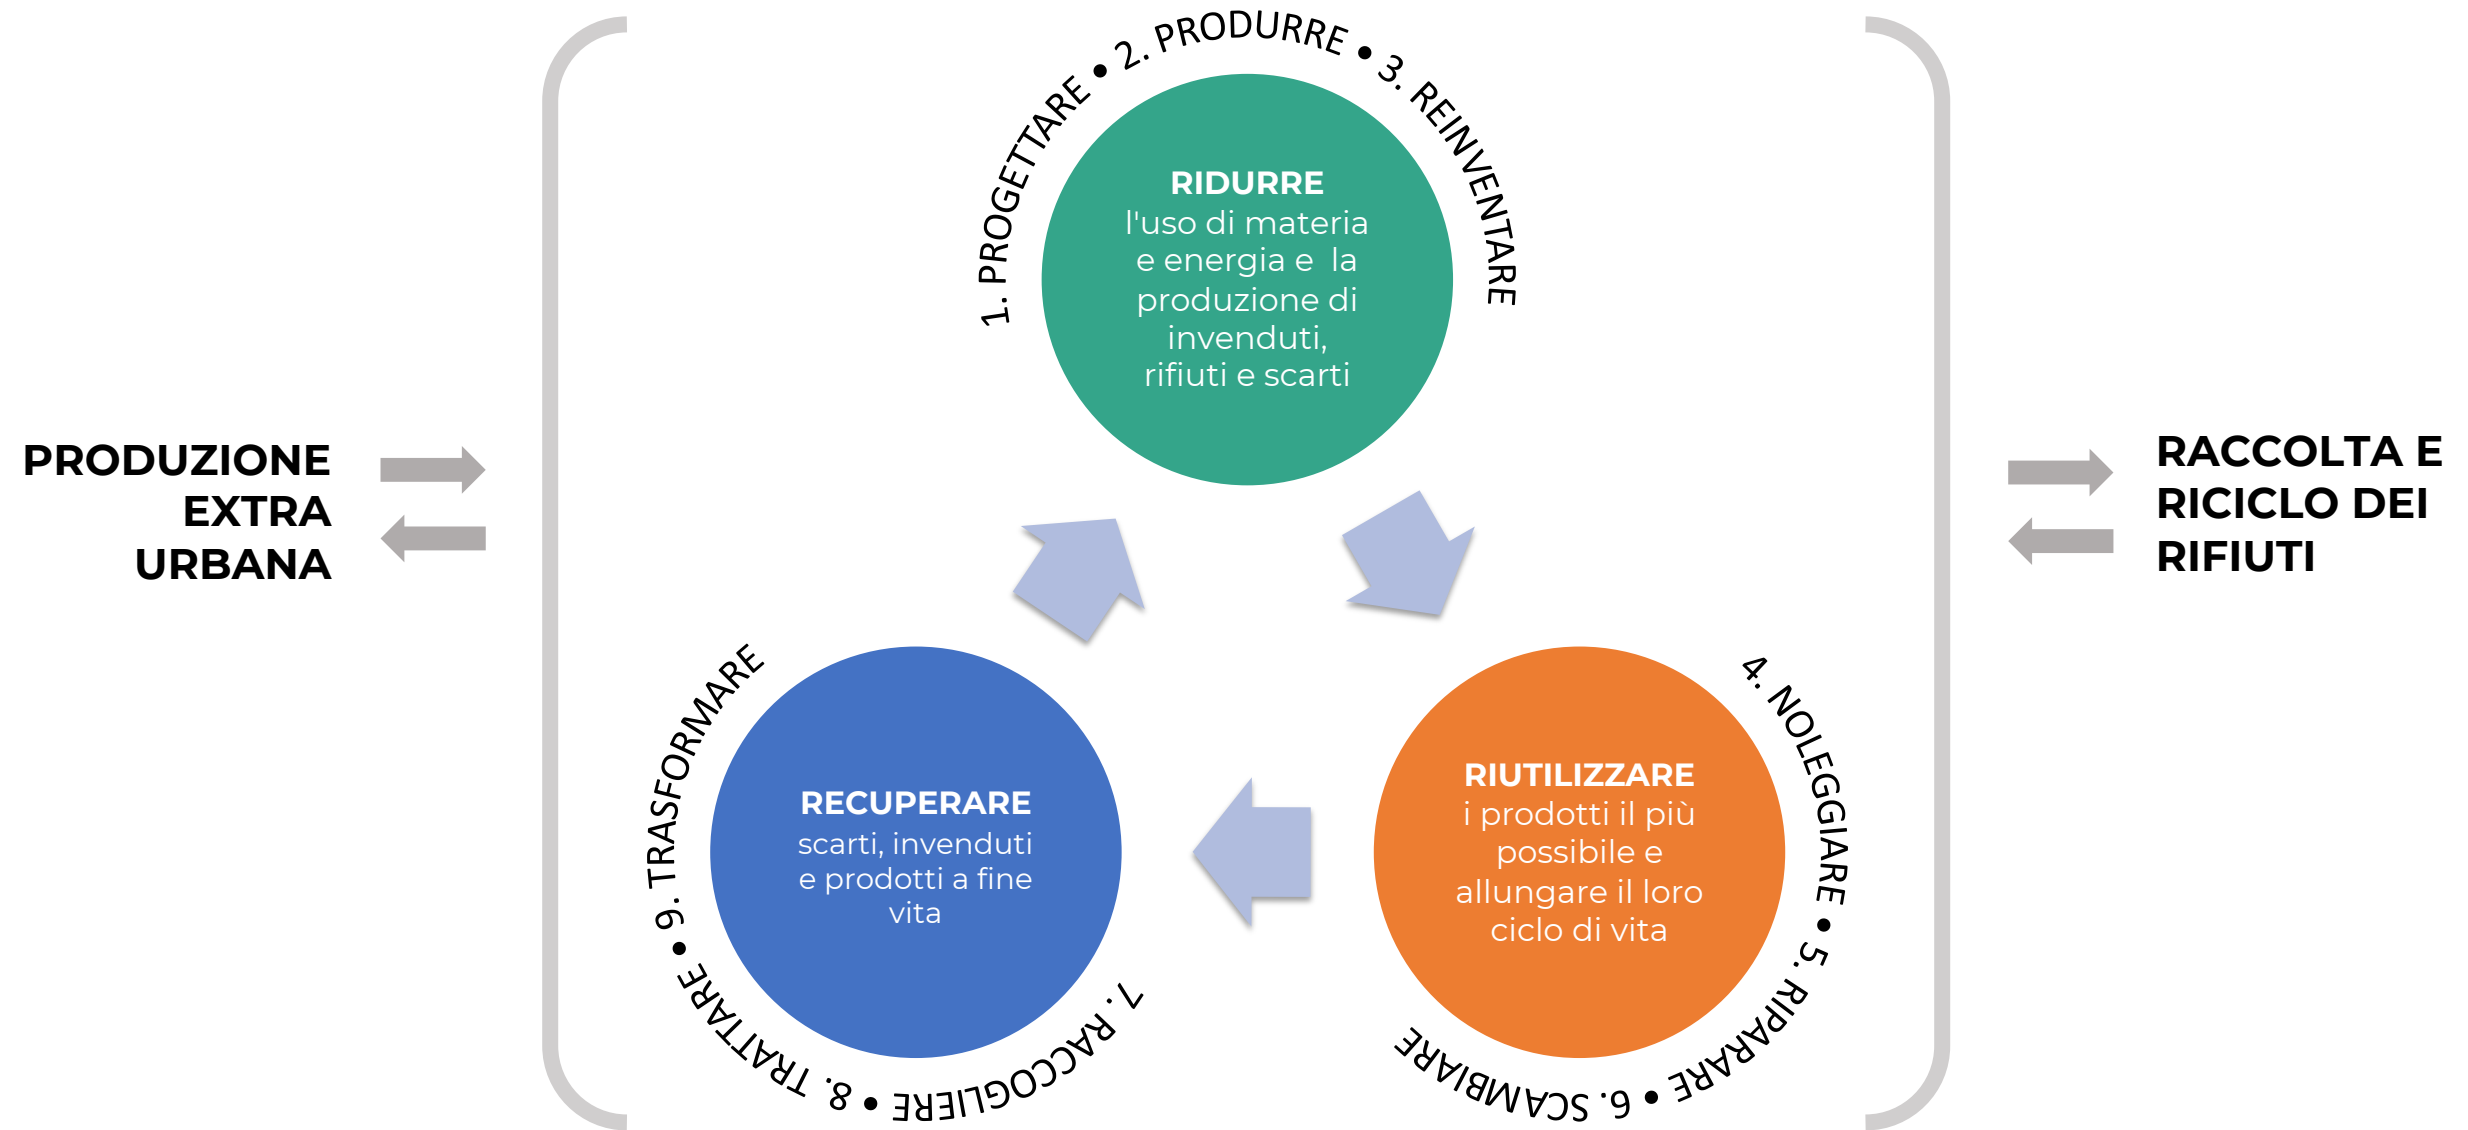 PRODUZIONE
EXTRA
URBANA
1. PROGETTARE • 2. PRODURRE • 3. REINVENTARE
RIDURRE
l'uso di materia
e energia e  la
produzione di
invenduti,
rifiuti e scarti
4. NOLEGGIARE • 5. RIPARARE • 6. SCAMBIARE
RIUTILIZZARE
i prodotti il più
possibile e
allungare il loro
ciclo di vita
7. RACCOGLIERE • 8. TRATTARE • 9. TRASFORMARE
RECUPERARE
scarti, invenduti
e prodotti a fine
vita
RACCOLTA E
RICICLO DEI
RIFIUTI